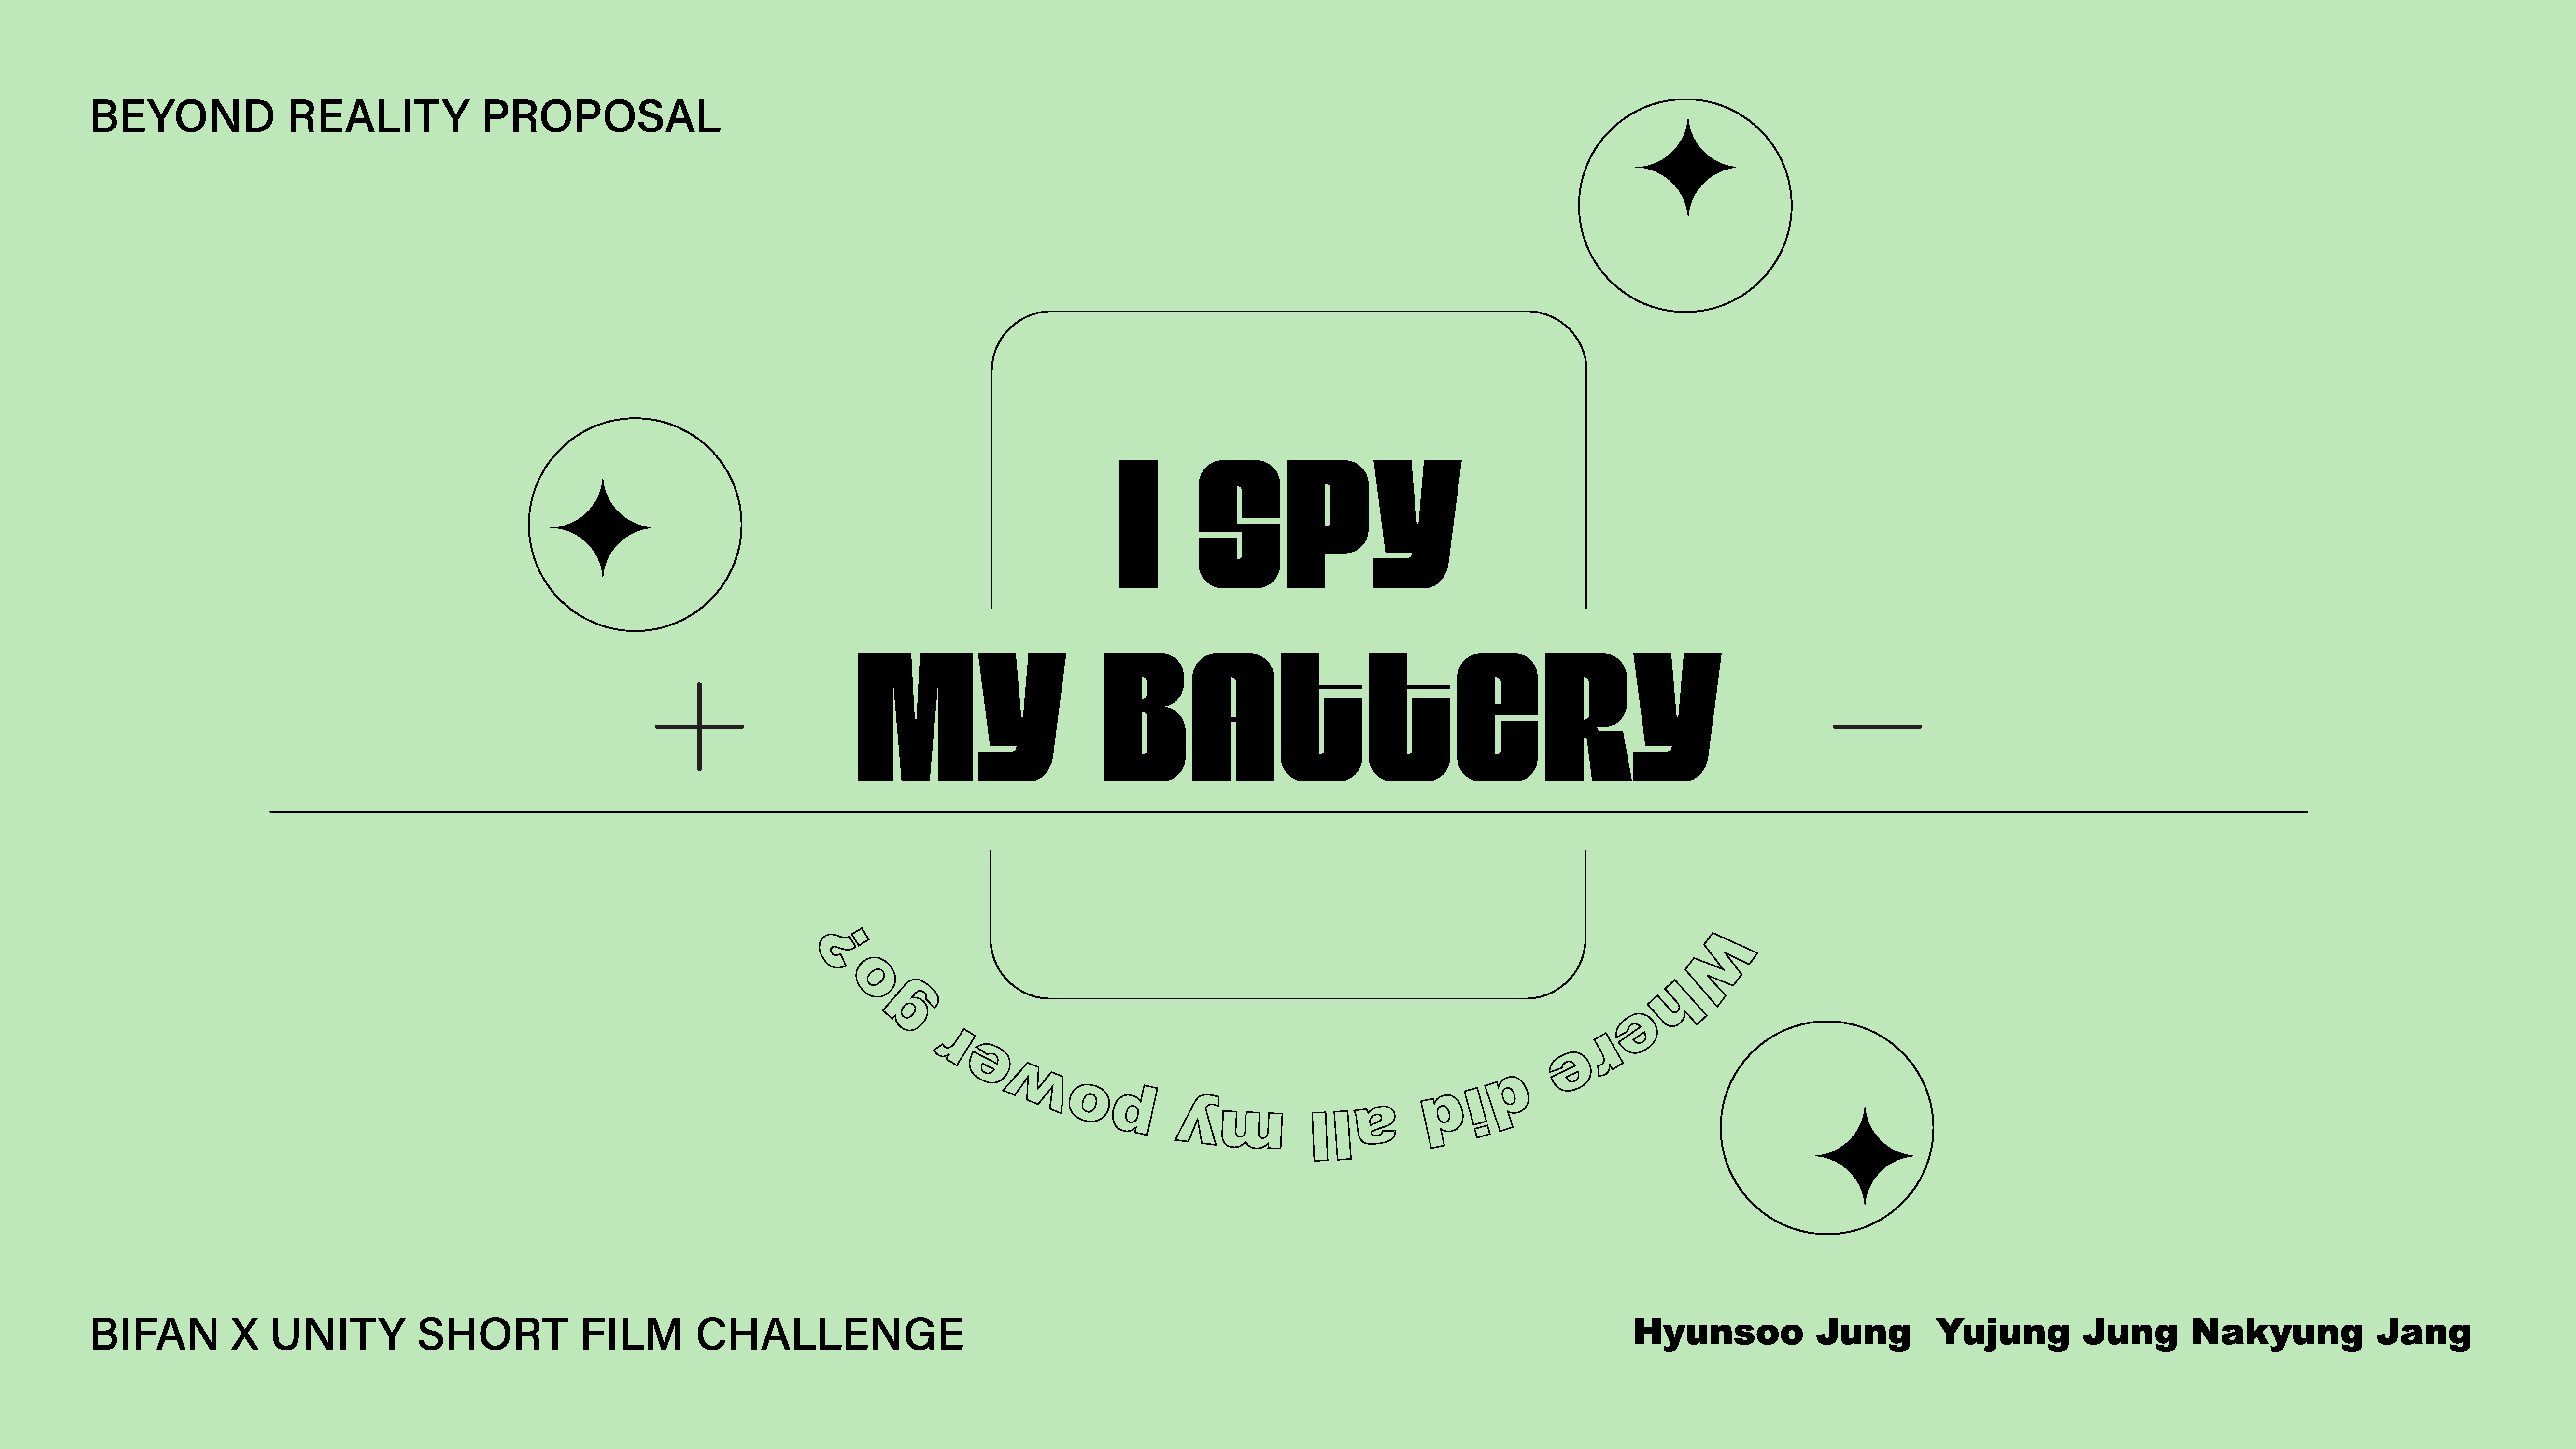 BEYOND REALITY PROPOSAL
I SPY
MY BAttERY
+ −
Where did all my power go?
BIFAN X UNITY SHORT FILM CHALLENGE
Hyunsoo Jung Yujung Jung Nakyung Jang